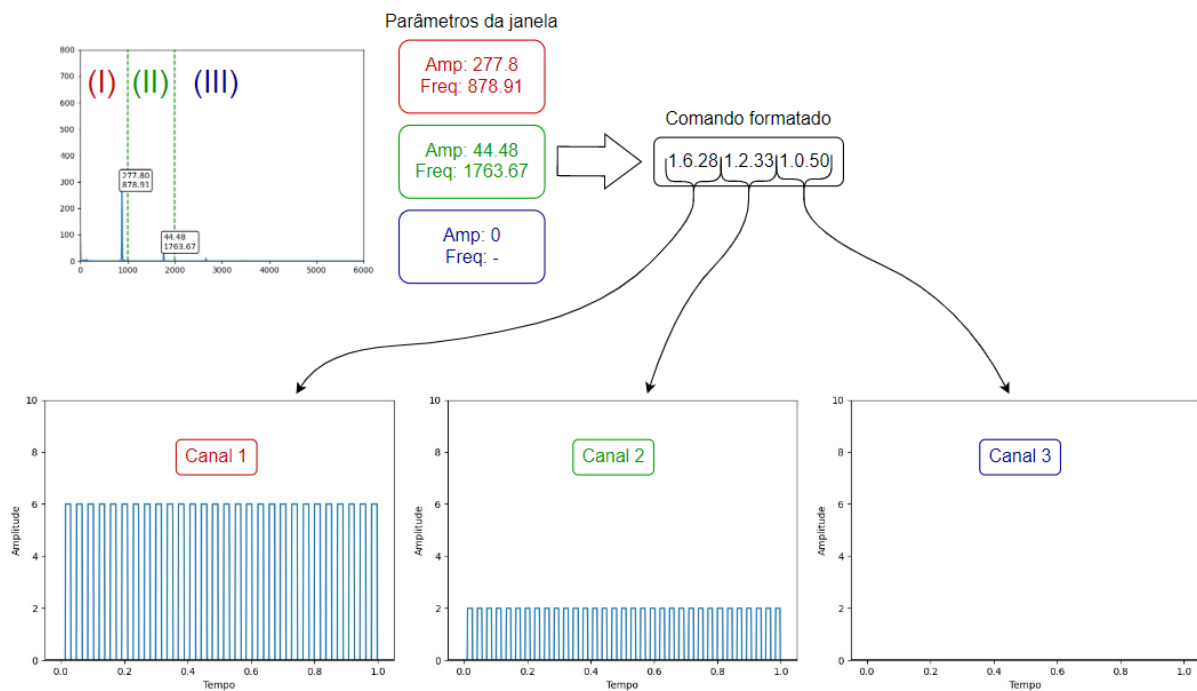 Parâmetros da janela
800
700
600
500
400
300
200
100
0
(I) (II) (III)
277.80
878.91
44.48
1763.67
0 1000 2000 3000 4000 5000 6000
Amp: 277.8
Freq: 878.91
Amp: 44.48
Freq: 1763.67
Amp: 0
Freq: -
Comando formatado
1.6.28 1.2.33 1.0.50
10
8
6
4
2
0
Amplitude
Canal 1
0.0 0.2 0.4 0.6 0.8 1.0
Tempo
10
8
6
4
2
0
Amplitude
Canal 2
0.0 0.2 0.4 0.6 0.8 1.0
Tempo
10
8
6
4
2
0
Amplitude
Canal 3
0.0 0.2 0.4 0.6 0.8 1.0
Tempo